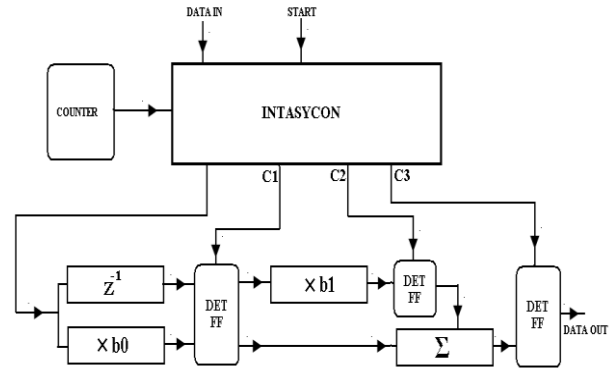 DATA IN
START
COUNTER
INTASYCON
C1
C2
C3
Z-1
× b0
DET
FF
× b1
DET
FF
Σ
DET
FF
DATA OUT